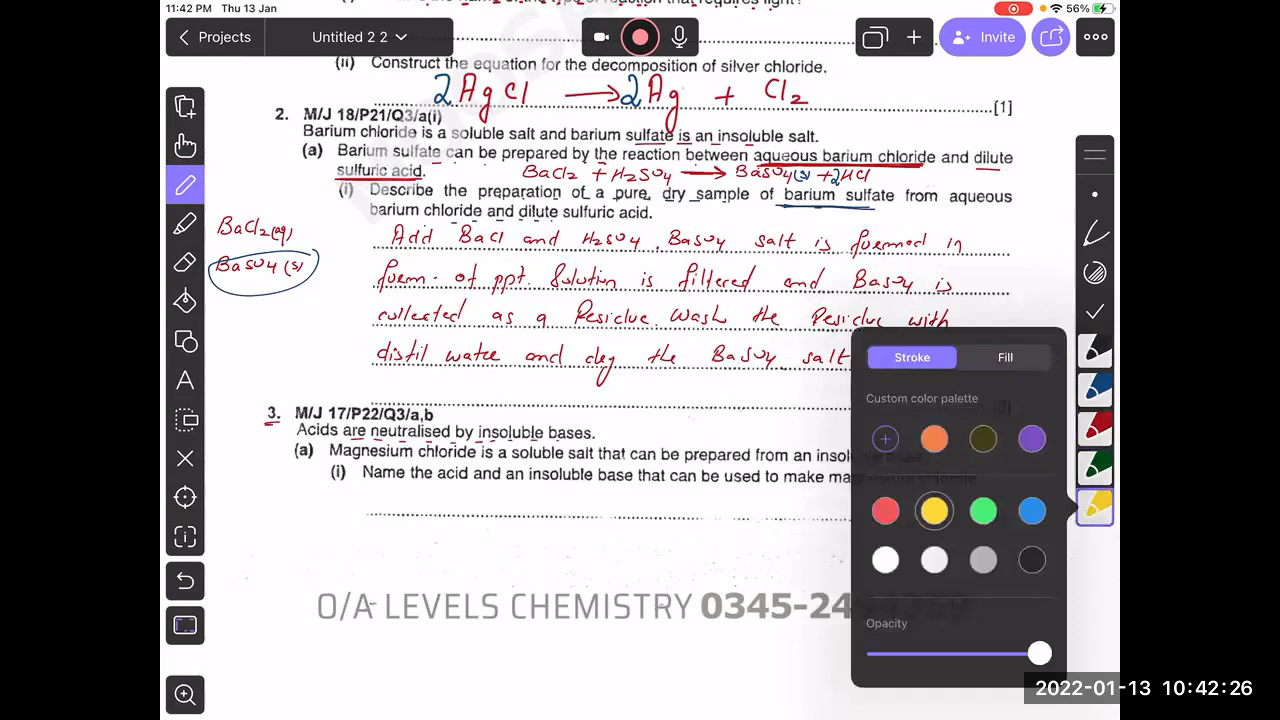 11:42 PM Thu 13 Jan
56%
Projects
Untitled 2 2
Invite
(ii) Construct the equation for the decomposition of silver chloride.
2AgCl → 2Ag + Cl2
[1]
2. M/J 18/P21/Q3/a(i)
Barium chloride is a soluble salt and barium sulfate is an insoluble salt.
(a) Barium sulfate can be prepared by the reaction between aqueous barium chloride and dilute
sulfuric acid.
BaCl2 + H2SO4 → BaSO4(s) + 2HCl
(i) Describe the preparation of a pure, dry sample of barium sulfate from aqueous
barium chloride and dilute sulfuric acid.
BaCl2(aq)
BaSO4 (s)
Add BaCl and H2SO4. BaSO4 salt is formed in
form of ppt. Solution is filtered and BaSO4 is
collected as a Residue. Wash the Residue with
distil water and dry the BaSO4 salt
3. M/J 17/P22/Q3/a,b
Acids are neutralised by insoluble bases.
(a) Magnesium chloride is a soluble salt that can be prepared from an
(i) Name the acid and an insoluble base that can be used to make
O/A LEVELS CHEMISTRY 0345-24
Stroke
Fill
Custom color palette
Opacity
2022-01-13 10:42:26